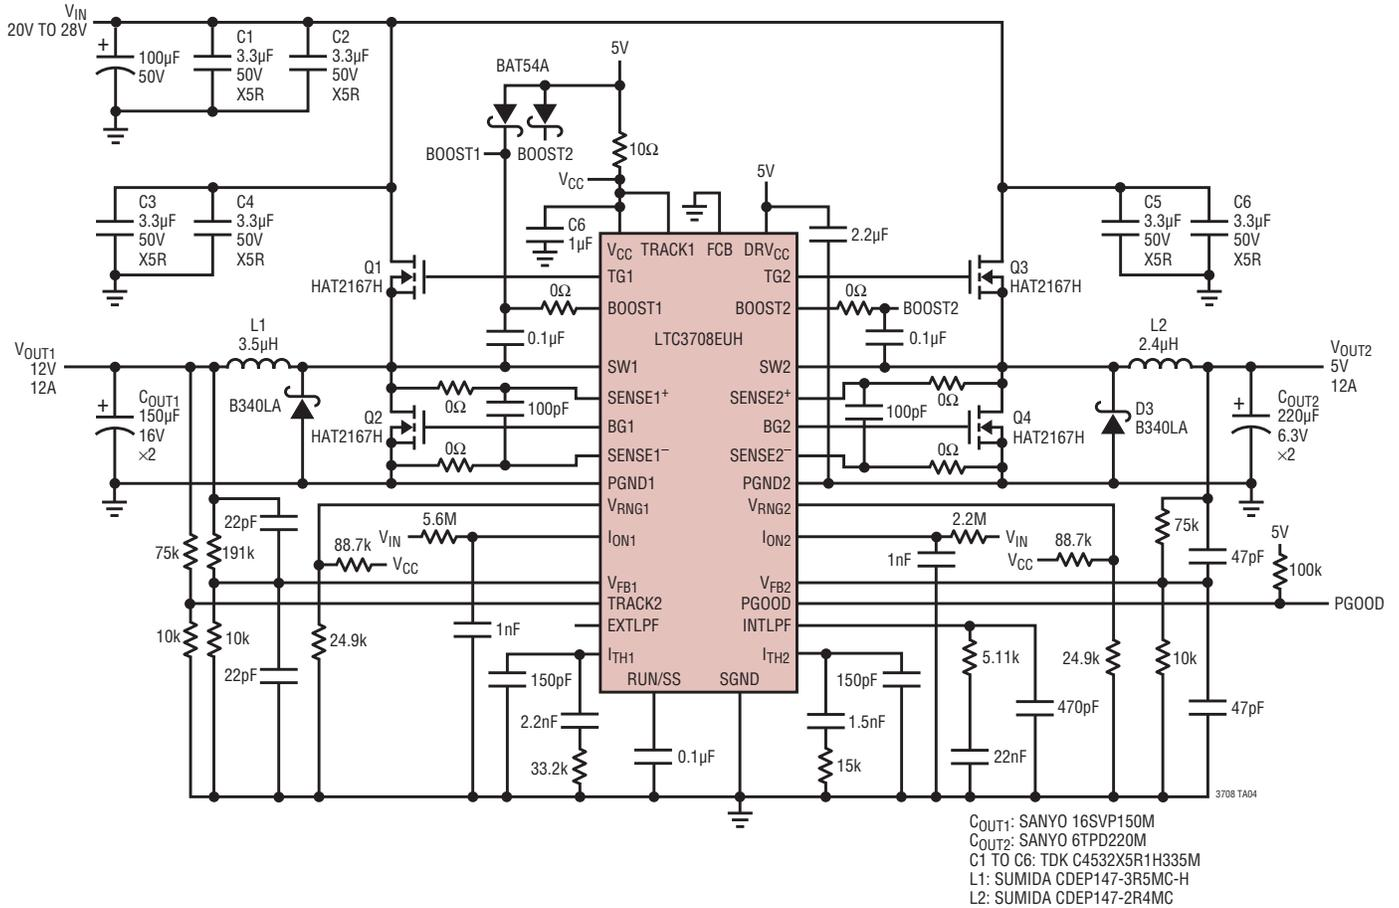 VIN
20V TO 28V
+
100µF
50V
C1
3.3µF
50V
X5R
C2
3.3µF
50V
X5R
BAT54A
5V
BOOST1
BOOST2
10Ω
VCC
5V
C3
3.3µF
50V
X5R
C4
3.3µF
50V
X5R
C6
1µF
2.2µF
C5
3.3µF
50V
X5R
C6
3.3µF
50V
X5R
VCC TRACK1 FCB DRVCC
Q1
HAT2167H
TG1
TG2
Q3
HAT2167H
0Ω
BOOST1
BOOST2
0Ω
BOOST2
0.1µF
LTC3708EUH
0.1µF
L1
3.5µH
L2
2.4µH
VOUT1
12V
12A
SW1
SW2
VOUT2
5V
12A
+
COUT1
150µF
16V
×2
B340LA
Q2
HAT2167H
0Ω
100pF
0Ω
SENSE1+
SENSE2+
BG1
BG2
SENSE1–
SENSE2–
PGND1
PGND2
0Ω
100pF
0Ω
Q4
HAT2167H
D3
B340LA
+
COUT2
220µF
6.3V
×2
VRNG1
VRNG2
22pF
75k
191k
5.6M
VIN
88.7k
VCC
ION1
ION2
2.2M
VIN
1nF
VCC
88.7k
75k
47pF
5V
100k
VFB1
VFB2
TRACK2
PGOOD
PGOOD
10k
10k
22pF
24.9k
1nF
EXTLPF
INTLPF
ITH1
ITH2
RUN/SS
SGND
150pF
2.2nF
33.2k
0.1µF
150pF
1.5nF
15k
5.11k
22nF
470pF
24.9k
10k
47pF
3708 TA04
COUT1: SANYO 16SVP150M
COUT2: SANYO 6TPD220M
C1 TO C6: TDK C4532X5R1H335M
L1: SUMIDA CDEP147-3R5MC-H
L2: SUMIDA CDEP147-2R4MC